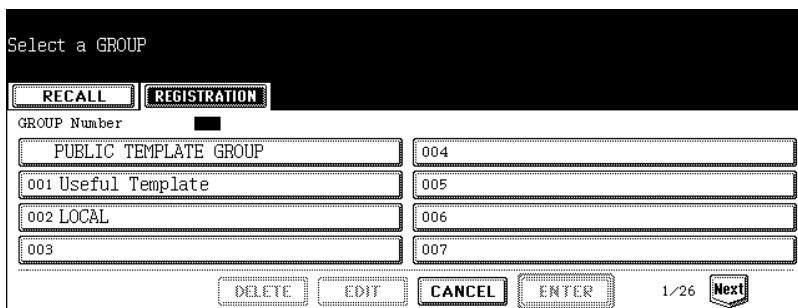 Select a GROUP
RECALL REGISTRATION
GROUP Number
PUBLIC TEMPLATE GROUP 004
001 Useful Template 005
002 LOCAL 006
003 007
DELETE EDIT CANCEL ENTER 1/26 Next